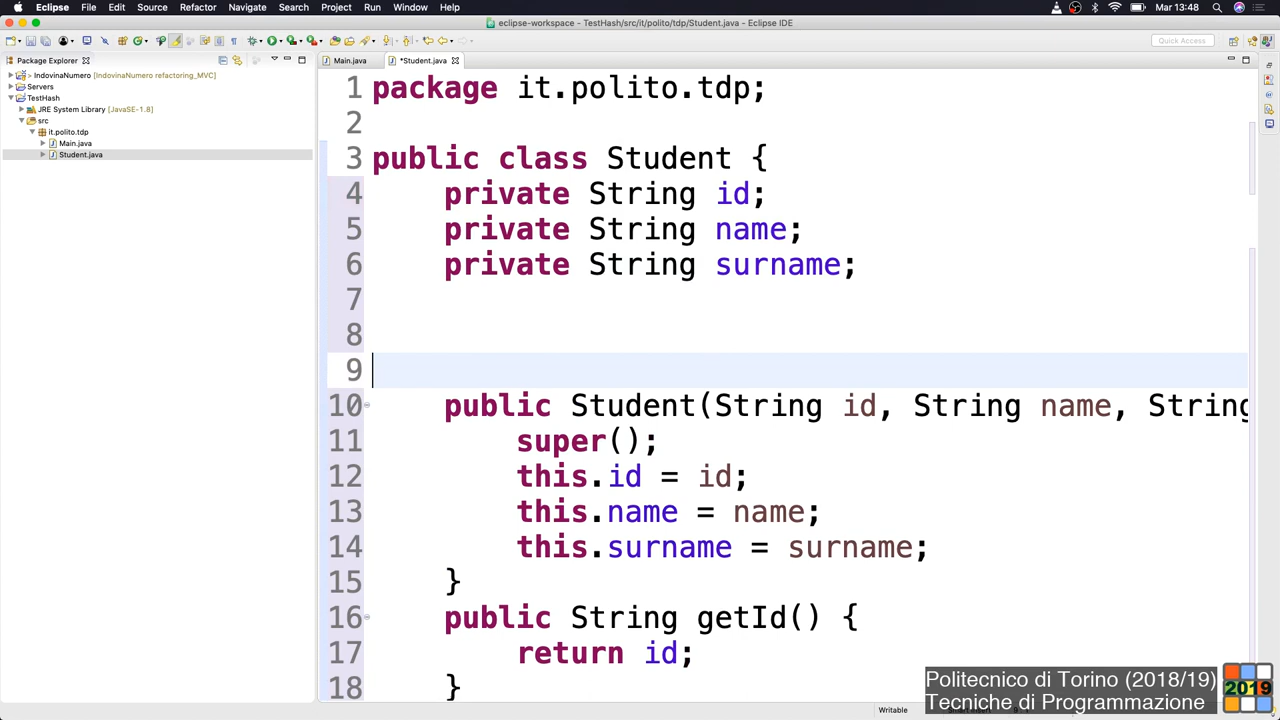 Eclipse File Edit Source Refactor Navigate Search Project Run Window Help Mar 13:48
eclipse-workspace - TestHash/src/it/polito/tdp/Student.java - Eclipse IDE
Quick Access
Package Explorer
IndovinaNumero [IndovinaNumero refactoring_MVC]
Servers
TestHash
JRE System Library [JavaSE-1.8]
src
it.polito.tdp
Main.java
Student.java
Main.java *Student.java
1 package it.polito.tdp;
2
3 public class Student {
4 private String id;
5 private String name;
6 private String surname;
7
8
9
10 public Student(String id, String name, String
11 super();
12 this.id = id;
13 this.name = name;
14 this.surname = surname;
15 }
16 public String getId() {
17 return id;
18 }
Politecnico di Torino (2018/19)
Tecniche di Programmazione
2019
Writable